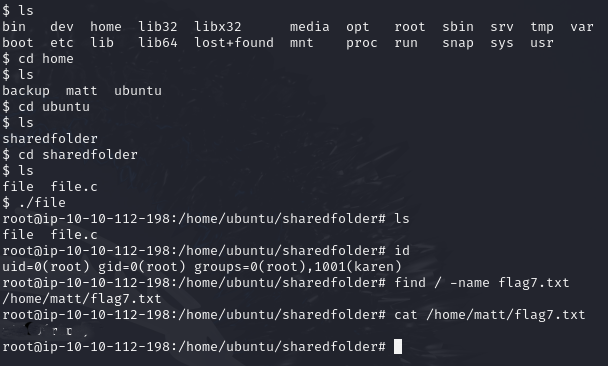 $ ls
bin   dev  home  lib32  libx32      media  opt   root  sbin  srv  tmp  var
boot  etc  lib   lib64  lost+found  mnt    proc  run   snap  sys  usr
$ cd home
$ ls
backup  matt  ubuntu
$ cd ubuntu
$ ls
sharedfolder
$ cd sharedfolder
$ ls
file  file.c
$ ./file
root@ip-10-10-112-198:/home/ubuntu/sharedfolder# ls
file  file.c
root@ip-10-10-112-198:/home/ubuntu/sharedfolder# id
uid=0(root) gid=0(root) groups=0(root),1001(karen)
root@ip-10-10-112-198:/home/ubuntu/sharedfolder# find / -name flag7.txt
/home/matt/flag7.txt
root@ip-10-10-112-198:/home/ubuntu/sharedfolder# cat /home/matt/flag7.txt
root@ip-10-10-112-198:/home/ubuntu/sharedfolder#